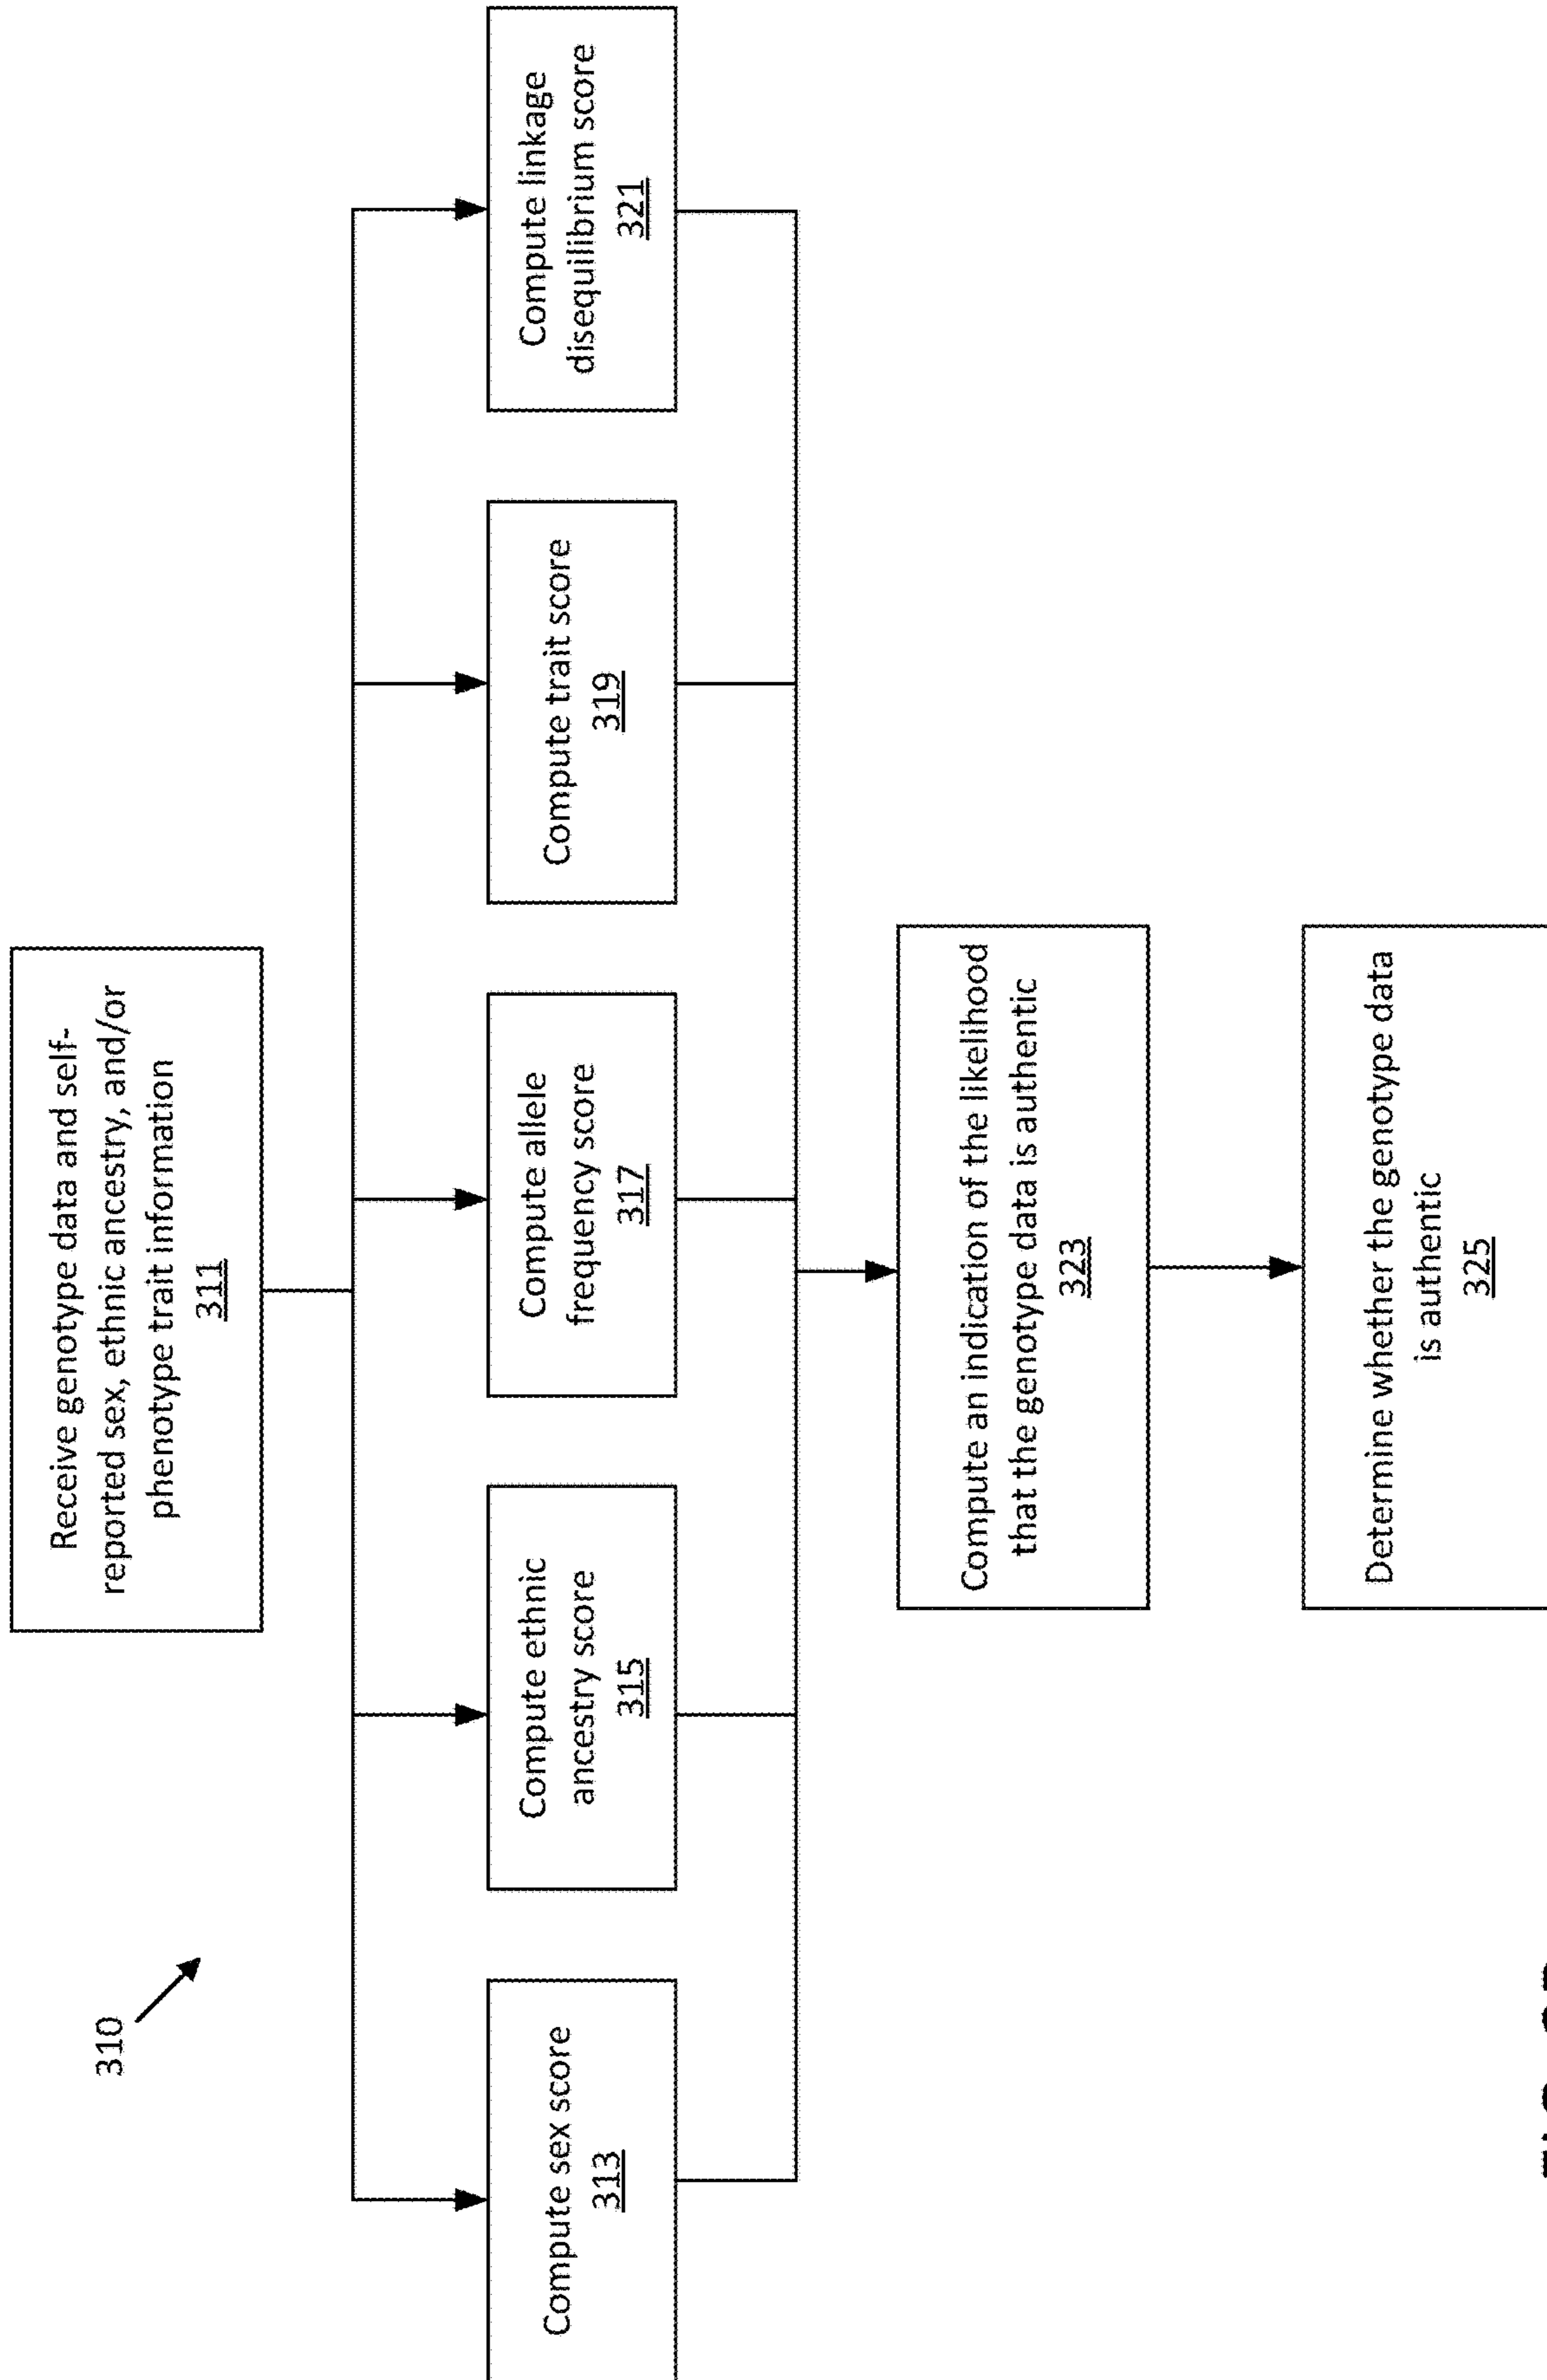 310
Receive genotype data and self-
reported sex, ethnic ancestry, and/or
phenotype trait information
311
Compute sex score
313
Compute ethnic
ancestry score
315
Compute allele
frequency score
317
Compute trait score
319
Compute linkage
disequilibrium score
321
Compute an indication of the likelihood
that the genotype data is authentic
323
Determine whether the genotype data
is authentic
325